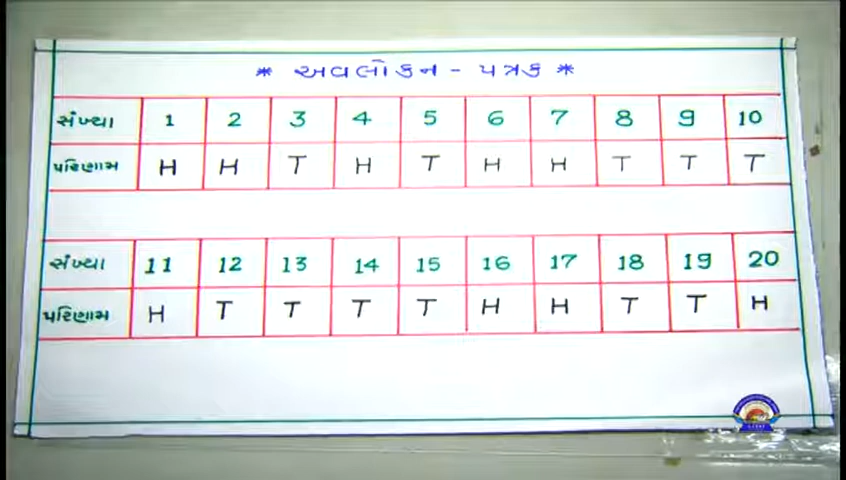 * અવલોકન - પત્રક *
સંખ્યા 1 2 3 4 5 6 7 8 9 10
પરિણામ H H T H T H H T T T
સંખ્યા 11 12 13 14 15 16 17 18 19 20
પરિણામ H T T T T H H T T H